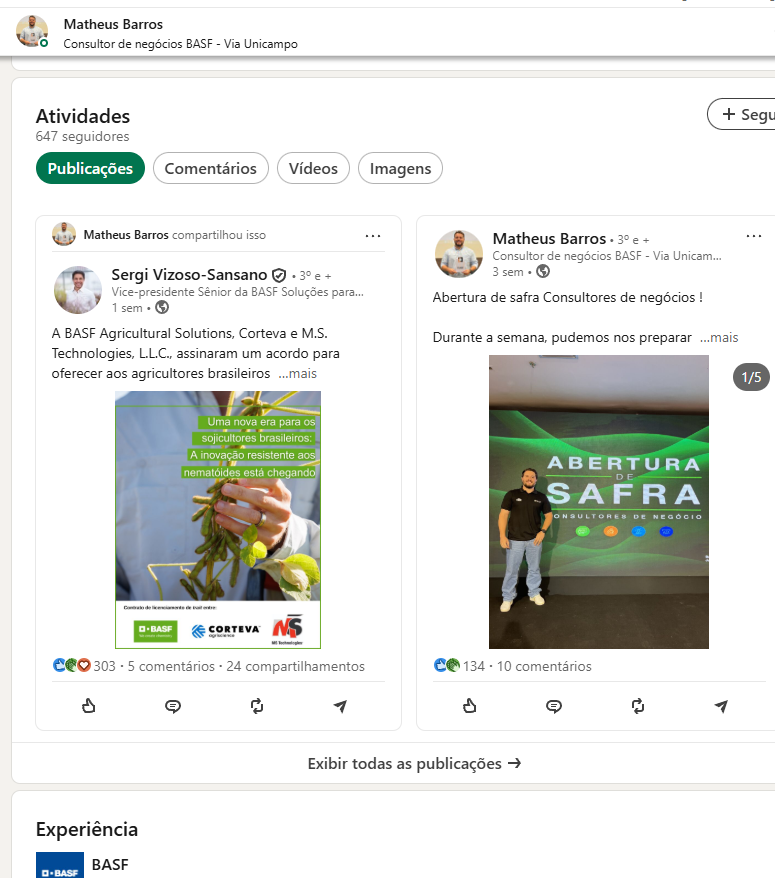 Matheus Barros
Consultor de negócios BASF - Via Unicampo
Atividades
647 seguidores
+ Segu
Publicações
Comentários
Vídeos
Imagens
Matheus Barros compartilhou isso
Sergi Vizoso-Sansano • 3º e +
Vice-presidente Sênior da BASF Soluções para...
1 sem •
A BASF Agricultural Solutions, Corteva e M.S.
Technologies, L.L.C., assinaram um acordo para
oferecer aos agricultores brasileiros ...mais
Uma nova era para os
sojicultores brasileiros:
A inovação resistente aos
nematóides está chegando
Contrato de licenciamento de trait entre:
BASF
We create chemistry
CORTEVA
agriscience
MS
MS Technologies
303 · 5 comentários · 24 compartilhamentos
Matheus Barros • 3º e +
Consultor de negócios BASF - Via Unicam...
3 sem •
Abertura de safra Consultores de negócios !
Durante a semana, pudemos nos preparar ...mais
1/5
ABERTURA
DE
SAFRA
CONSULTORES DE NEGÓCIO
134 · 10 comentários
Exibir todas as publicações →
Experiência
BASF
BASF